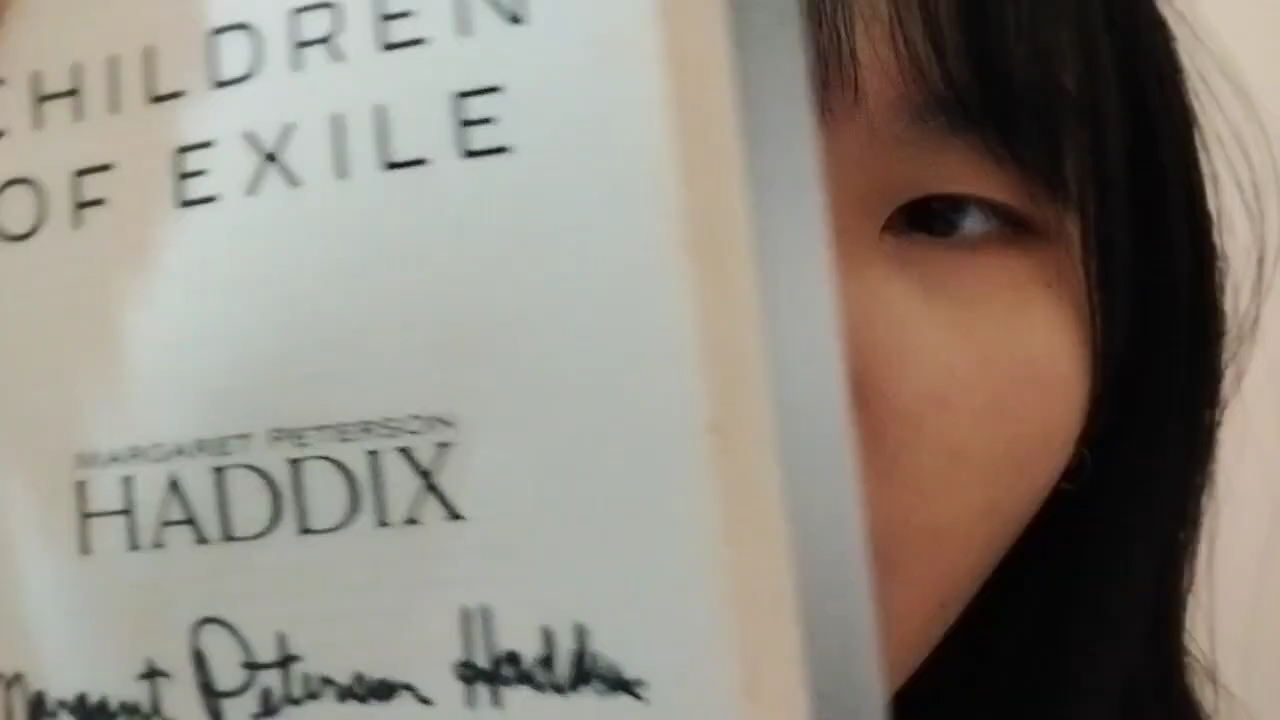 CHILDREN
OF EXILE
MARGARET PETERSON
HADDIX
Margaret Peterson Haddix